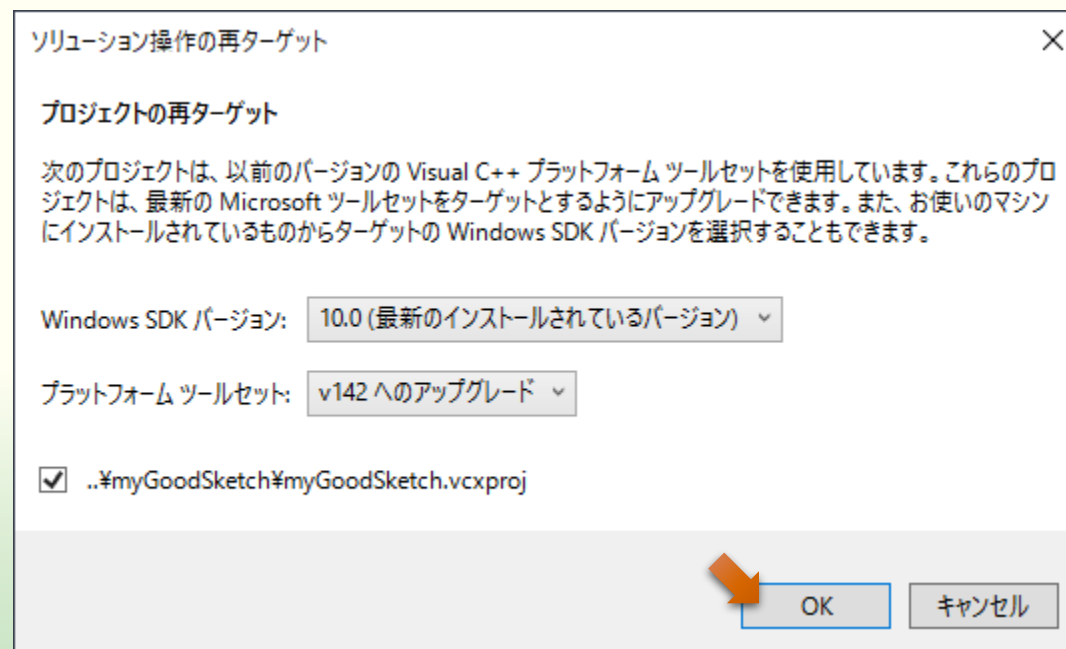 ソリューション操作の再ターゲット
プロジェクトの再ターゲット
次のプロジェクトは、以前のバージョンの Visual C++ プラットフォーム ツールセットを使用しています。これらのプロ
ジェクトは、最新の Microsoft ツールセットをターゲットとするようにアップグレードできます。また、お使いのマシン
にインストールされているものからターゲットの Windows SDK バージョンを選択することもできます。
Windows SDK バージョン: 10.0 (最新のインストールされているバージョン)
プラットフォーム ツールセット: v142 へのアップグレード
..¥myGoodSketch¥myGoodSketch.vcxproj
OK キャンセル